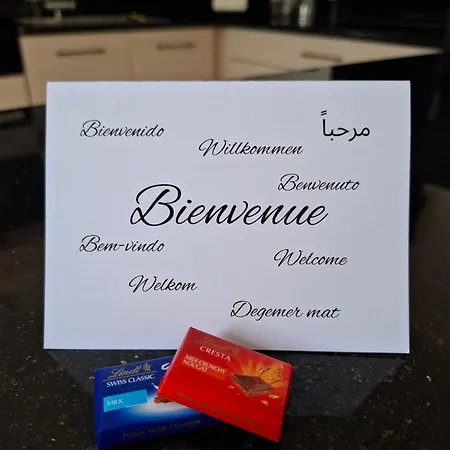 Bienvenido
Willkommen
مرحباً
Benvenuto
Bienvenue
Bem-vindo
Welcome
Welkom
Degemer mat
Lindt
SWISS CLASSIC
MILK
Lindt
CRESTA
MILK CRUNCHY
NOUGAT